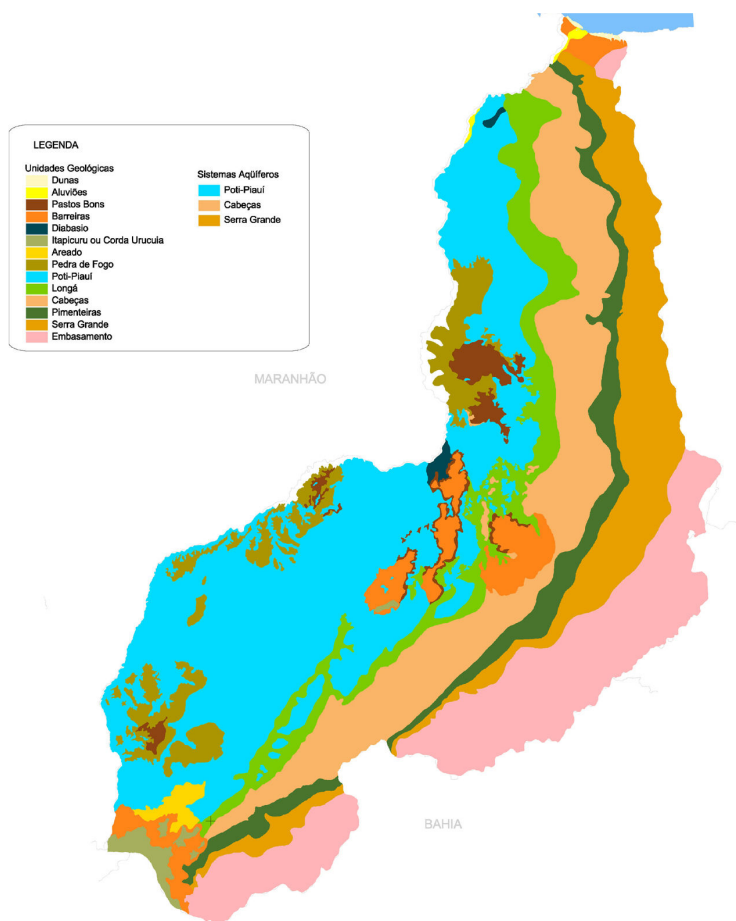 LEGENDA
Unidades Geológicas
Dunas
Aluviões
Pastos Bons
Barreiras
Diabasio
Itapicuru ou Corda Urucuia
Areado
Pedra de Fogo
Poti-Piauí
Longá
Cabeças
Pimenteiras
Serra Grande
Embasamento
Sistemas Aqüíferos
Poti-Piauí
Cabeças
Serra Grande
MARANHÃO
BAHIA